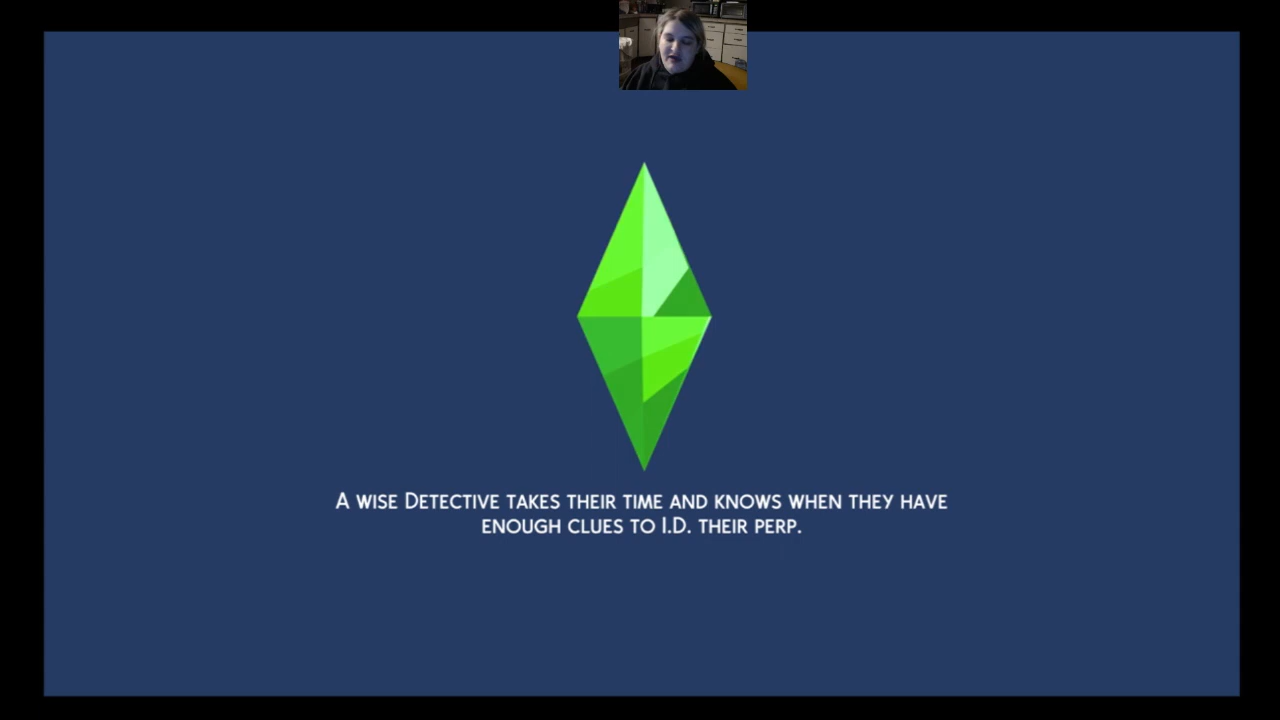 A WISE DETECTIVE TAKES THEIR TIME AND KNOWS WHEN THEY HAVE
ENOUGH CLUES TO I.D. THEIR PERP.